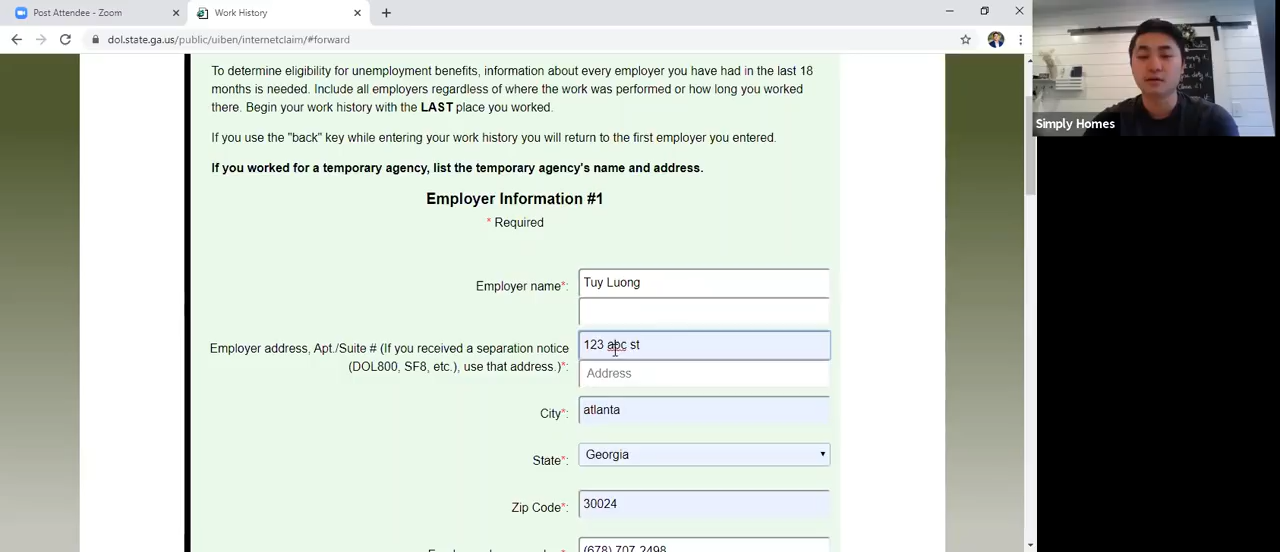 Post Attendee - Zoom
Work History
dol.state.ga.us/public/uiben/internetclaim/#forward
To determine eligibility for unemployment benefits, information about every employer you have had in the last 18
months is needed. Include all employers regardless of where the work was performed or how long you worked
there. Begin your work history with the LAST place you worked.
If you use the "back" key while entering your work history you will return to the first employer you entered.
If you worked for a temporary agency, list the temporary agency's name and address.
Employer Information #1
* Required
Employer name*: Tuy Luong
Employer address, Apt./Suite # (If you received a separation notice
(DOL800, SF8, etc.), use that address.)*:
123 abc st
Address
City*: atlanta
State*: Georgia
Zip Code*: 30024
(678) 707 2498
Simply Homes